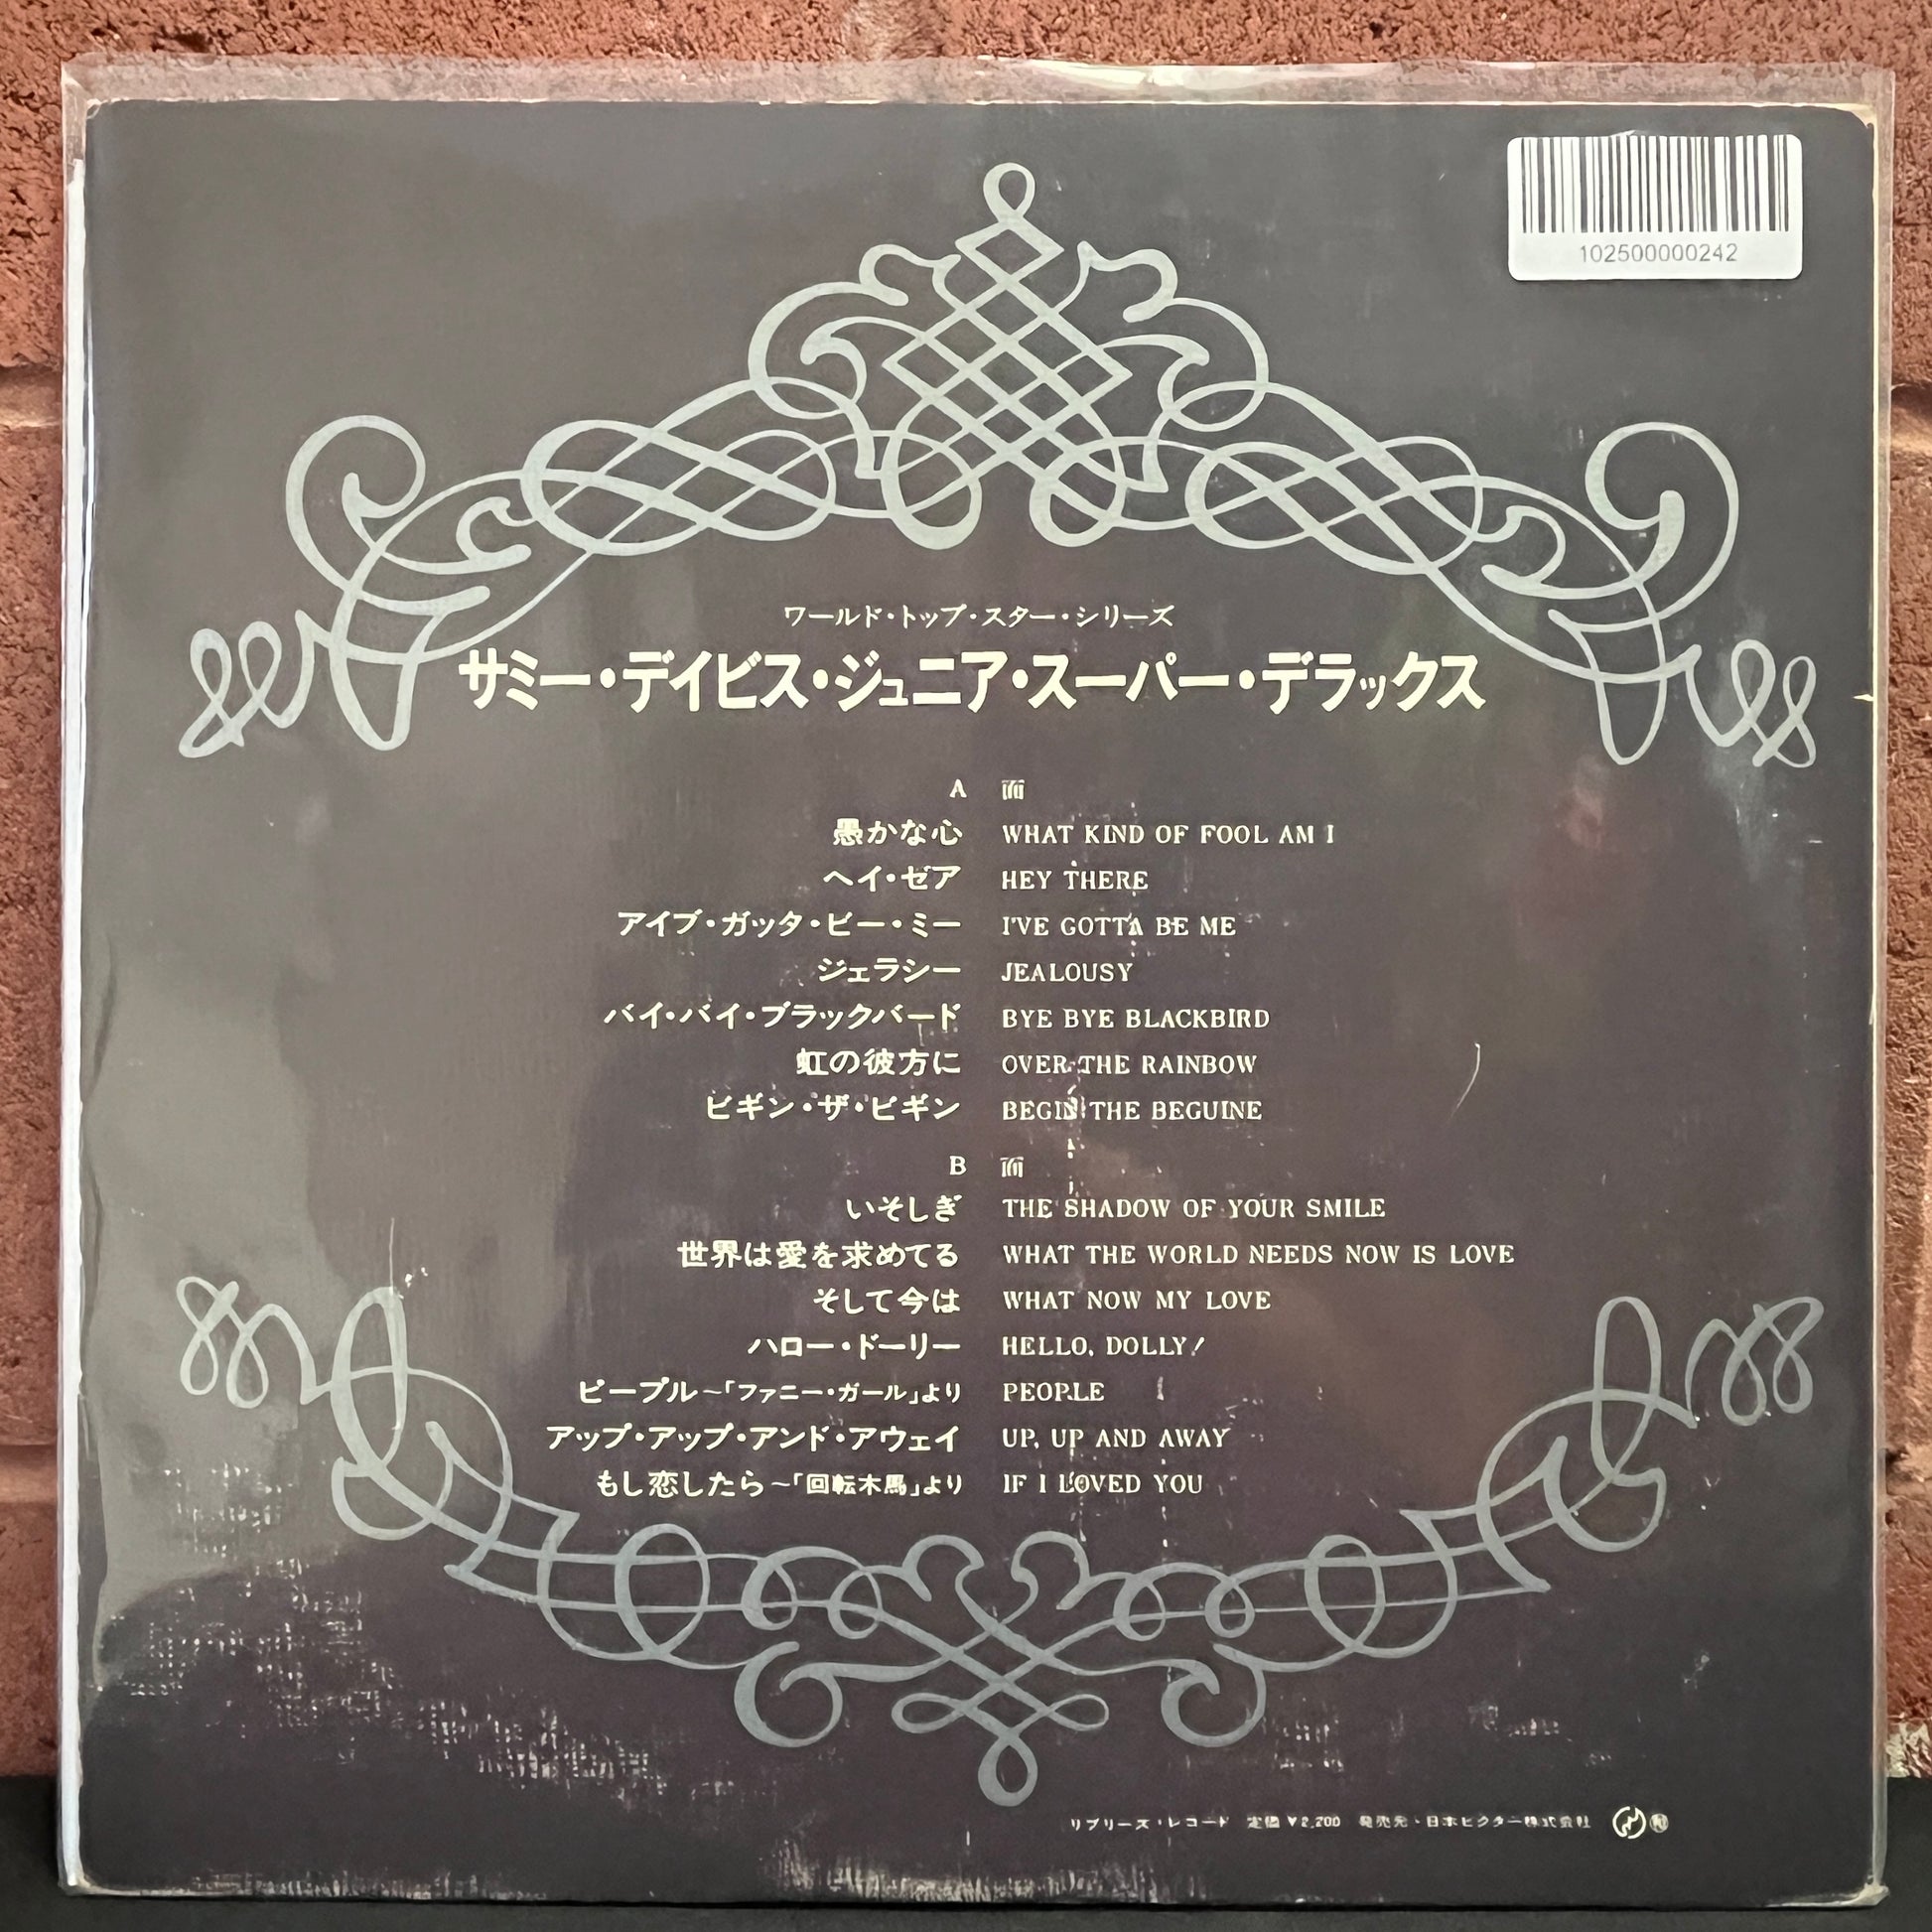 102500000242
ワールド・トップ・スター・シリーズ
サミー・デイビス・ジュニア・スーパー・デラックス
A 面
愚かな心 WHAT KIND OF FOOL AM I
ヘイ・ゼア HEY THERE
アイブ・ガッタ・ビー・ミー I'VE GOTTA BE ME
ジェラシー JEALOUSY
バイ・バイ・ブラックバード BYE BYE BLACKBIRD
虹の彼方に OVER THE RAINBOW
ビギン・ザ・ビギン BEGIN THE BEGUINE
B 面
いそしぎ THE SHADOW OF YOUR SMILE
世界は愛を求めてる WHAT THE WORLD NEEDS NOW IS LOVE
そして今は WHAT NOW MY LOVE
ハロー・ドーリー HELLO, DOLLY!
ピープル~「ファニー・ガール」より PEOPLE
アップ・アップ・アンド・アウェイ UP, UP AND AWAY
もし恋したら~「回転木馬」より IF I LOVED YOU
リプリーズ・レコード 定価¥2,200 発売元・日本ビクター株式会社